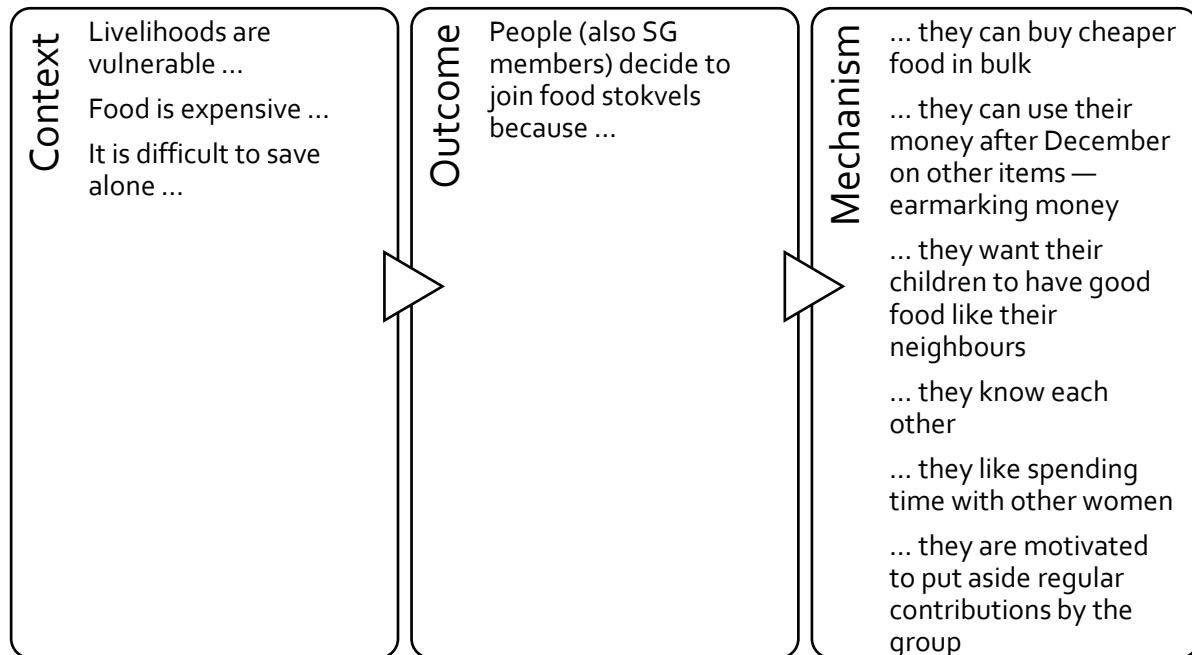 Context
Livelihoods are
vulnerable …
Food is expensive …
It is difficult to save
alone …
Outcome
People (also SG
members) decide to
join food stokvels
because …
Mechanism
… they can buy cheaper
food in bulk
… they can use their
money after December
on other items —
earmarking money
… they want their
children to have good
food like their
neighbours
… they know each
other
… they like spending
time with other women
… they are motivated
to put aside regular
contributions by the
group